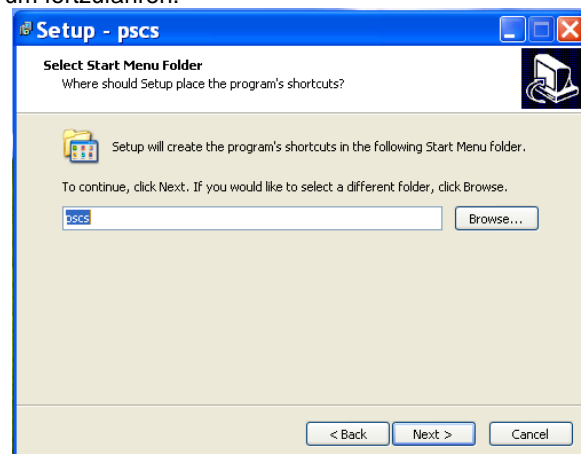 um fortzufahren.
Setup - pscs
Select Start Menu Folder
Where should Setup place the program's shortcuts?
Setup will create the program's shortcuts in the following Start Menu folder.
To continue, click Next. If you would like to select a different folder, click Browse.
pscs
Browse...
< Back
Next >
Cancel